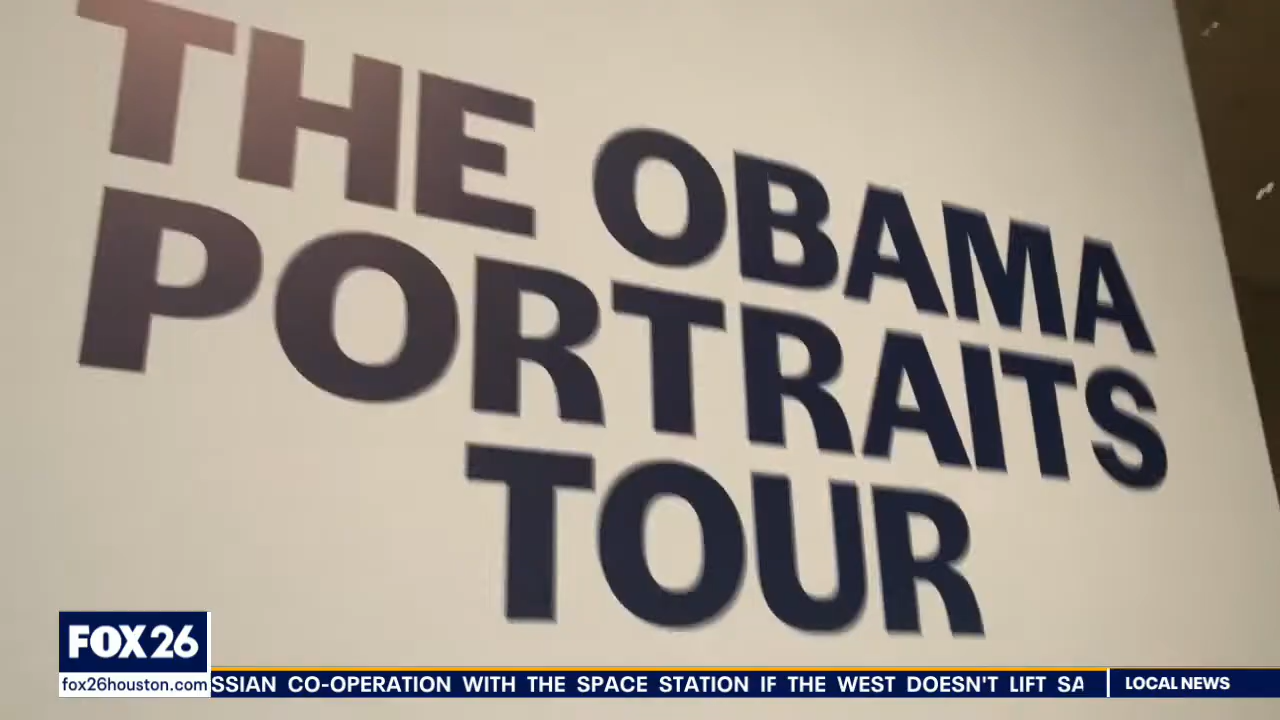 THE OBAMA
PORTRAITS
TOUR
FOX 26
fox26houston.com
SSIAN CO-OPERATION WITH THE SPACE STATION IF THE WEST DOESN'T LIFT SA
LOCAL NEWS